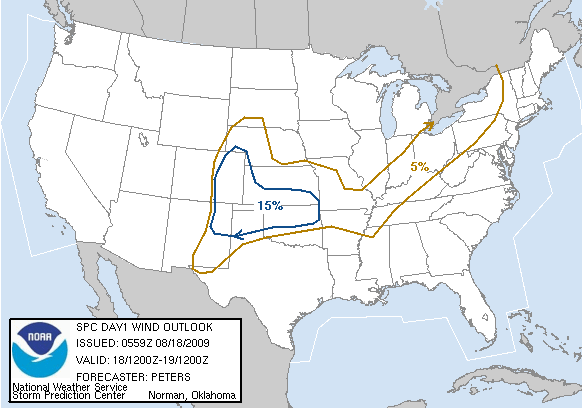 5%
15%
SPC DAY1 WIND OUTLOOK
ISSUED: 0559Z 08/18/2009
VALID: 18/1200Z-19/1200Z
FORECASTER: PETERS
NOAA
National Weather Service
Storm Prediction Center Norman, Oklahoma